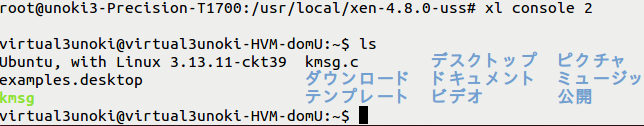 root@unoki3-Precision-T1700:/usr/local/xen-4.8.0-uss# xl console 2
virtual3unoki@virtual3unoki-HVM-domU:~$ ls
Ubuntu, with Linux 3.13.11-ckt39 kmsg.c デスクトップ ピクチャ
examples.desktop ダウンロード ドキュメント ミュージッ
kmsg テンプレート ビデオ 公開
virtual3unoki@virtual3unoki-HVM-domU:~$